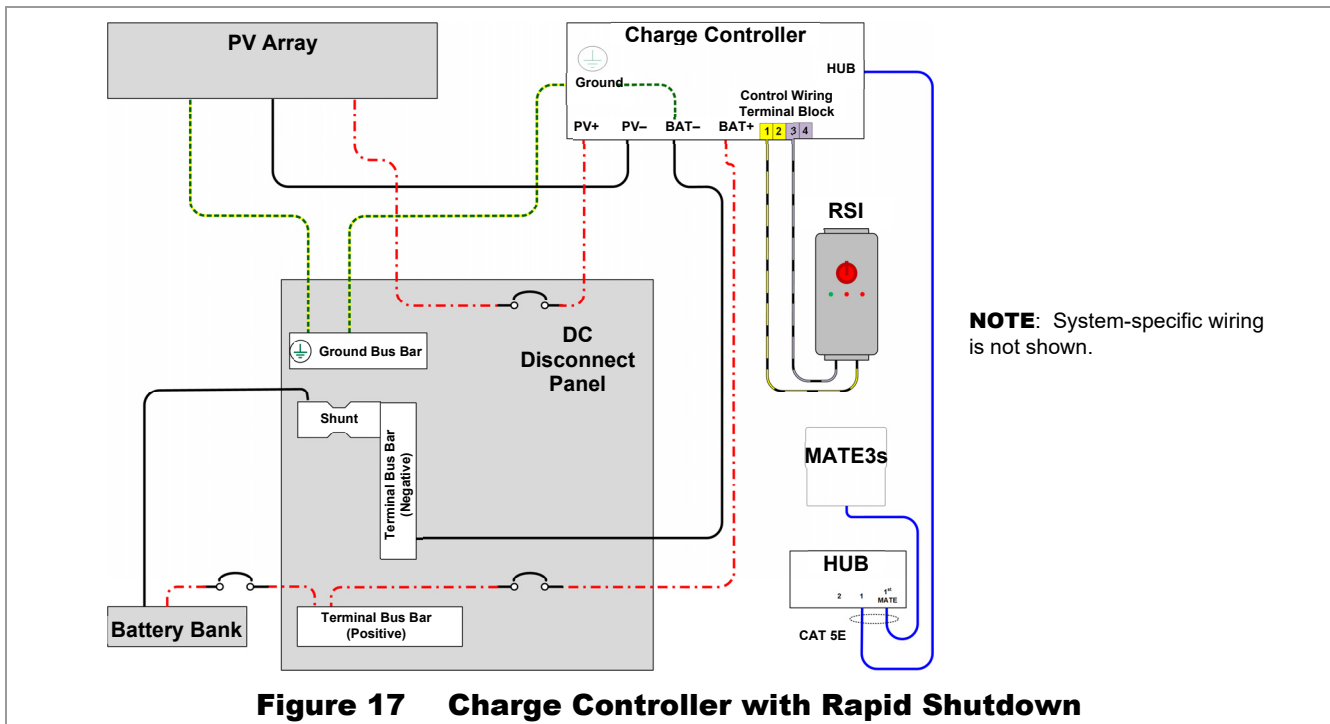 PV Array
Charge Controller
HUB
Ground
Control Wiring
Terminal Block
PV+ PV– BAT– BAT+ 1 2 3 4
RSI
DC
Disconnect
Panel
Ground Bus Bar
NOTE: System-specific wiring
is not shown.
Shunt
Terminal Bus Bar
(Negative)
MATE3s
HUB
2 1 1st
MATE
CAT 5E
Battery Bank
Terminal Bus Bar
(Positive)
Figure 17 Charge Controller with Rapid Shutdown